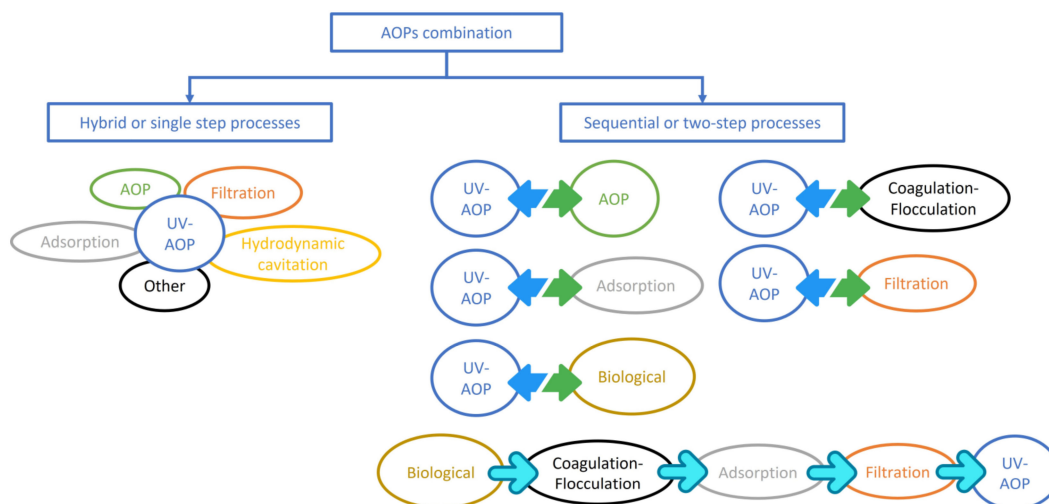 AOPs combination
Hybrid or single step processes
Sequential or two-step processes
AOP
Filtration
Adsorption
UV-
AOP
Hydrodynamic
cavitation
Other
UV-
AOP
AOP
UV-
AOP
Coagulation-
Flocculation
UV-
AOP
Adsorption
UV-
AOP
Filtration
UV-
AOP
Biological
Biological
Coagulation-
Flocculation
Adsorption
Filtration
UV-
AOP